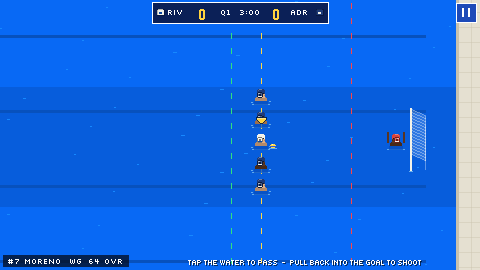 RIV 0 Q1 3:00 0 ADR
#7 MORENO WG 64 OVR
TAP THE WATER TO PASS - PULL BACK INTO THE GOAL TO SHOOT